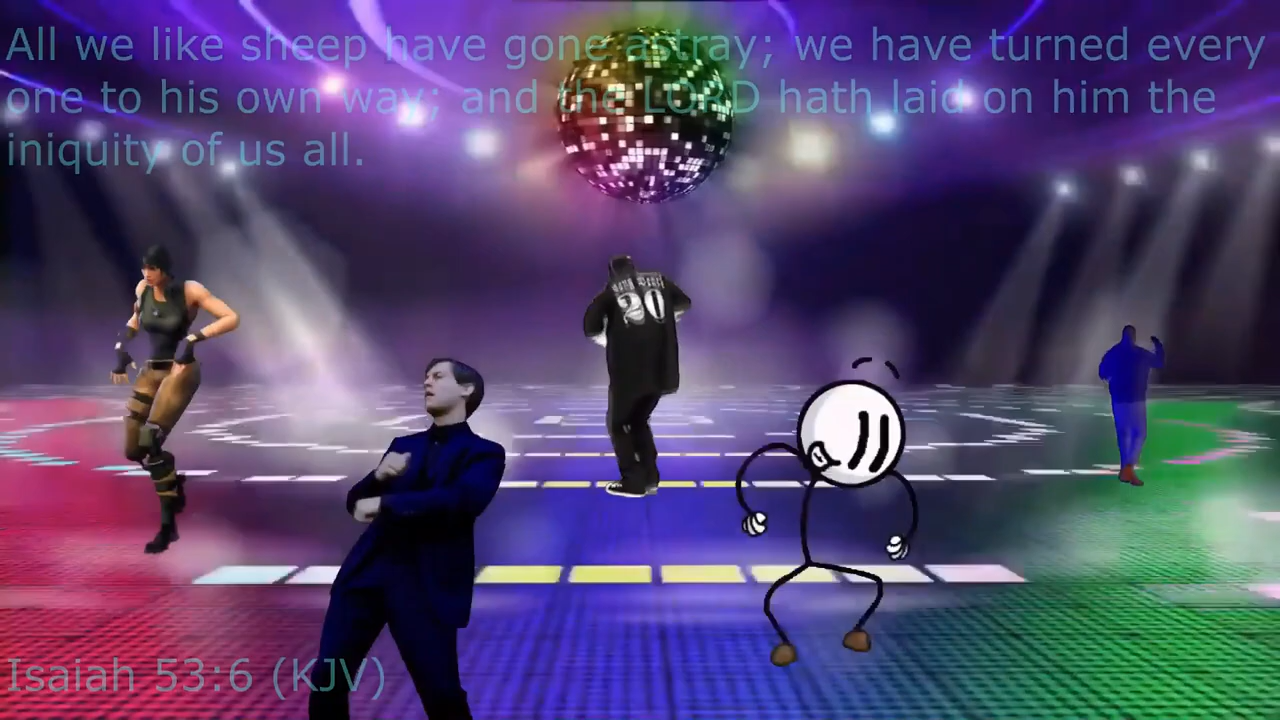 All we like sheep have gone astray; we have turned every
one to his own way; and the LORD hath laid on him the
iniquity of us all.
20
Isaiah 53:6 (KJV)